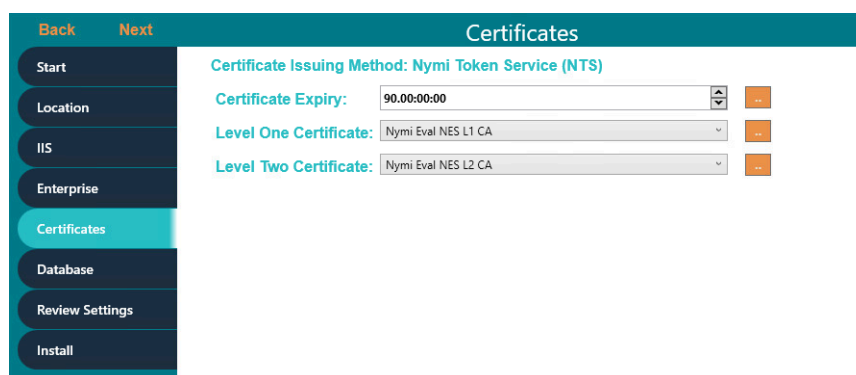 Back Next Certificates
Start
Certificate Issuing Method: Nymi Token Service (NTS)
Location
Certificate Expiry: 90.00:00:00 ..
IIS
Level One Certificate: Nymi Eval NES L1 CA ..
Level Two Certificate: Nymi Eval NES L2 CA ..
Enterprise
Certificates
Database
Review Settings
Install